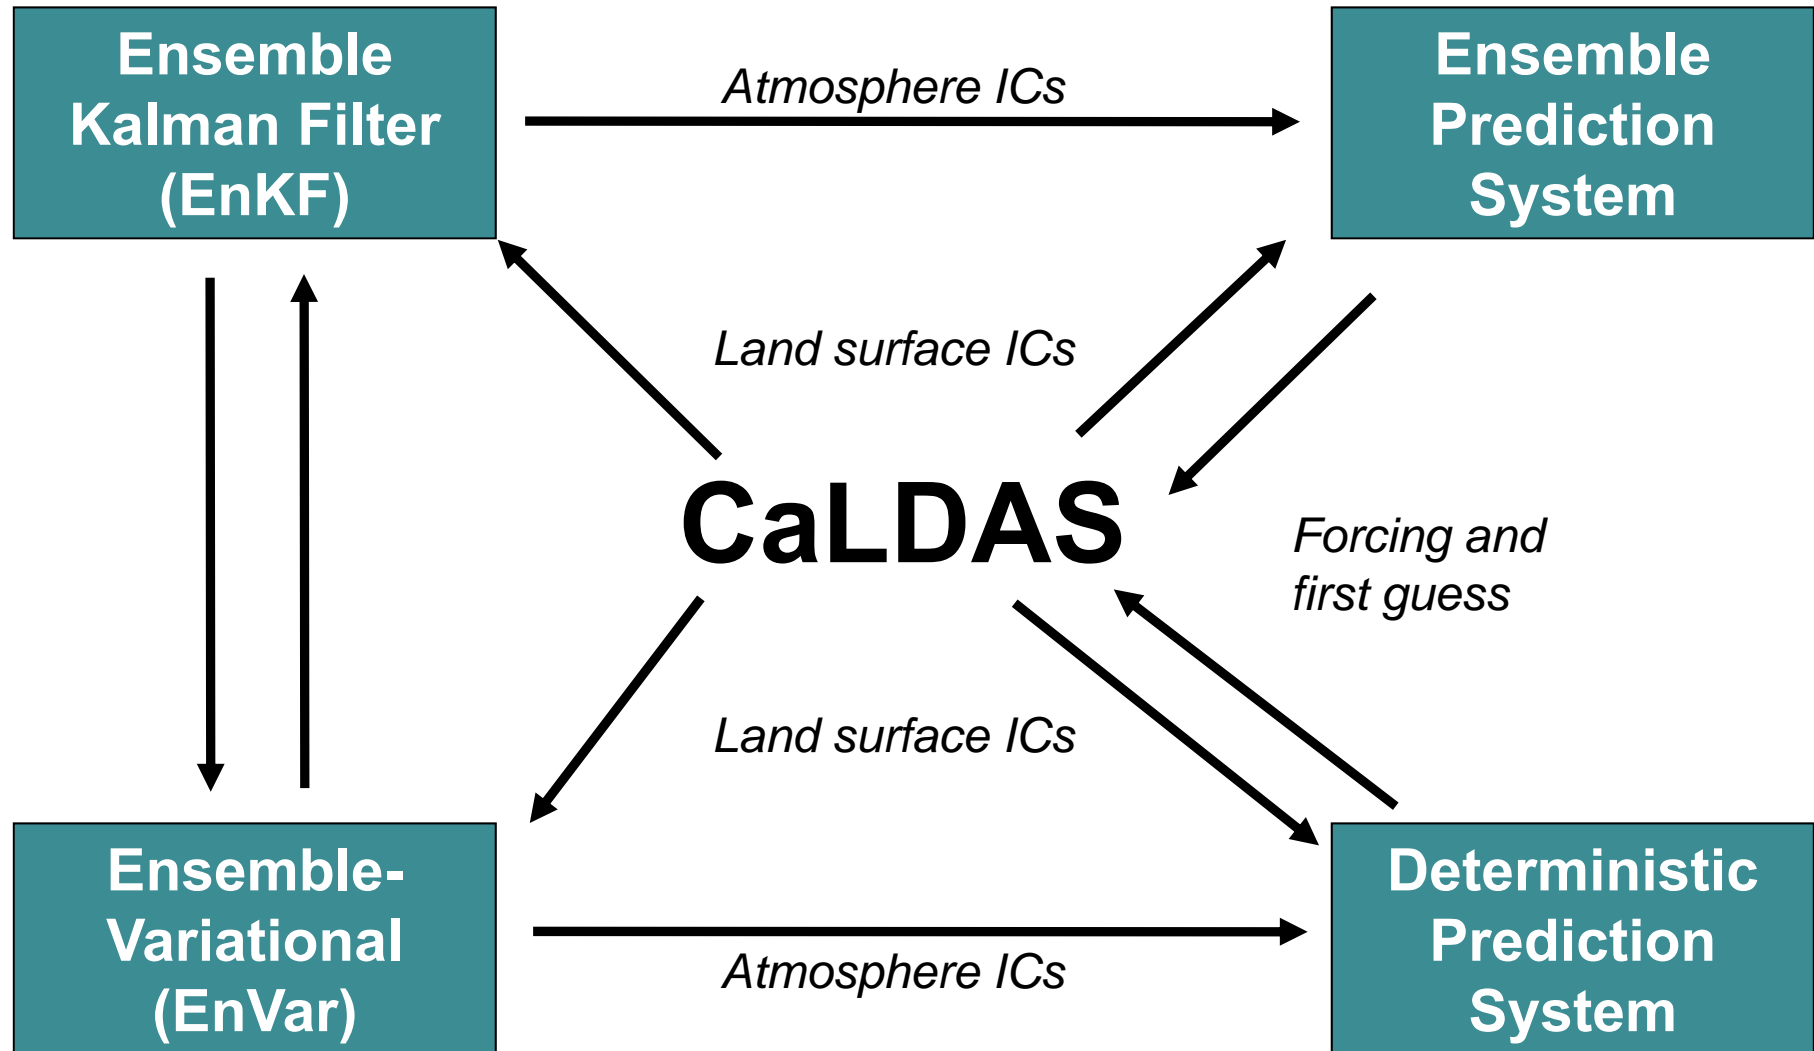 Ensemble
Kalman Filter
(EnKF)
Atmosphere ICs
Ensemble
Prediction
System
Land surface ICs
CaLDAS
Forcing and
first guess
Land surface ICs
Ensemble-
Variational
(EnVar)
Atmosphere ICs
Deterministic
Prediction
System